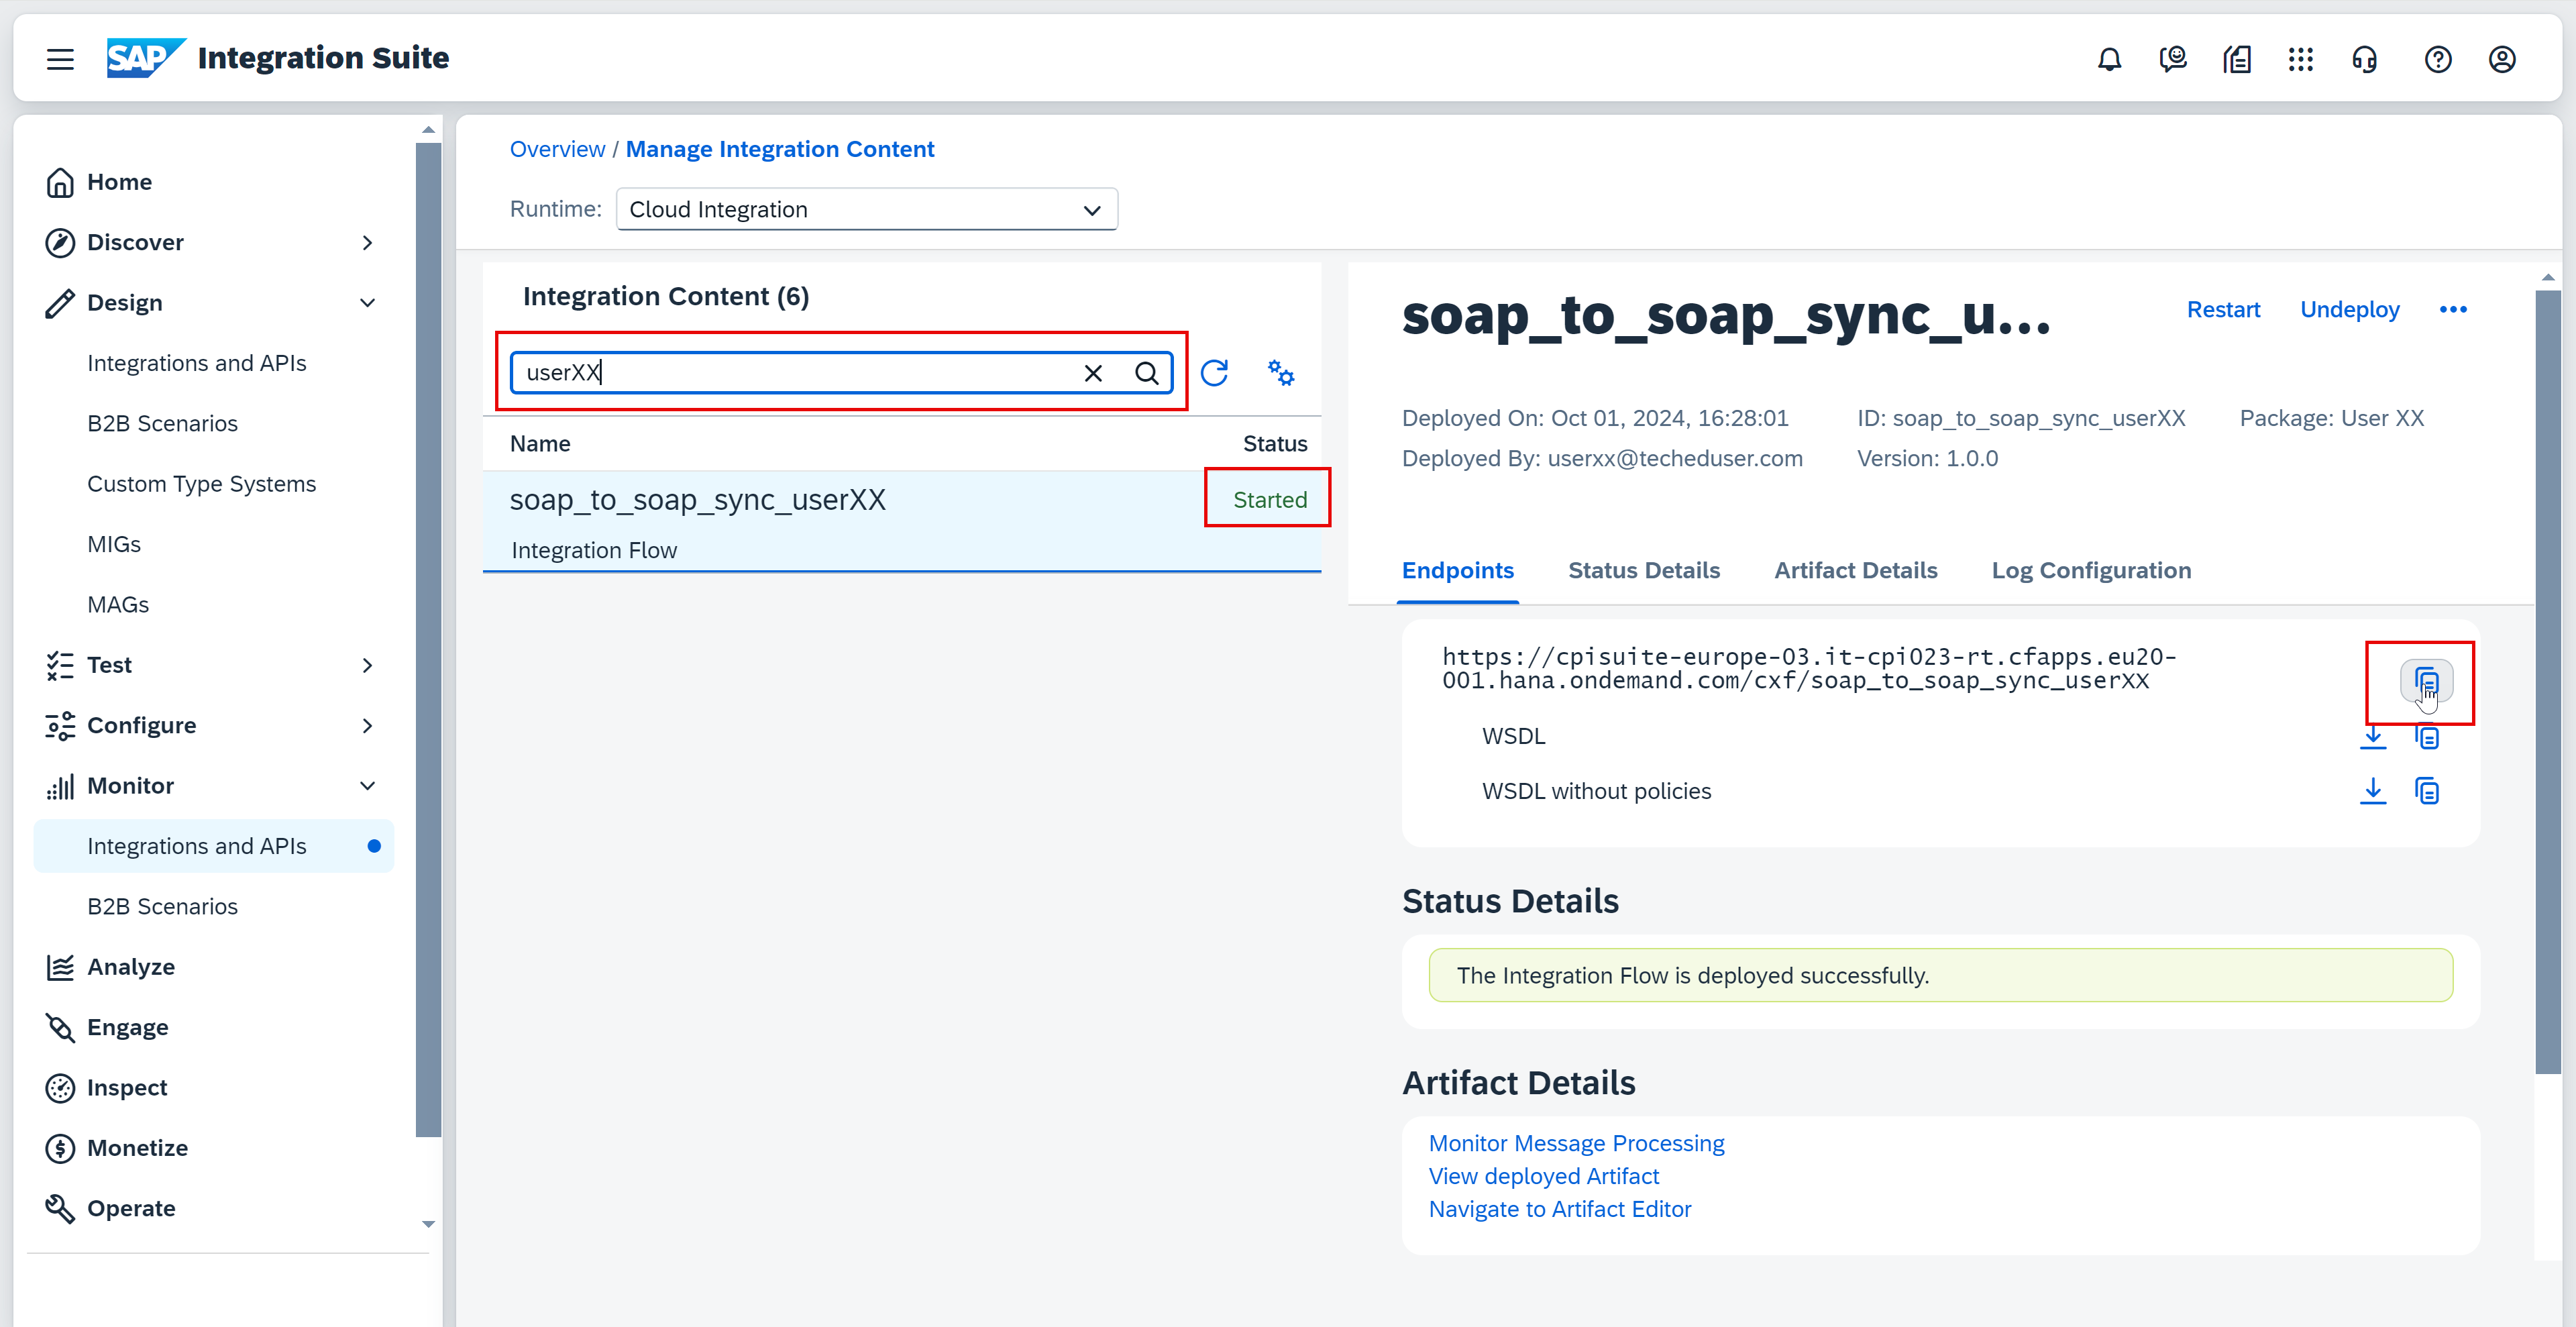 SAP Integration Suite
Home
Discover
Design
Integrations and APIs
B2B Scenarios
Custom Type Systems
MIGs
MAGs
Test
Configure
Monitor
Integrations and APIs
B2B Scenarios
Analyze
Engage
Inspect
Monetize
Operate
Overview / Manage Integration Content
Runtime: Cloud Integration
Integration Content (6)
userXX
Name Status
soap_to_soap_sync_userXX Started
Integration Flow
soap_to_soap_sync_u... Restart Undeploy
Deployed On: Oct 01, 2024, 16:28:01 ID: soap_to_soap_sync_userXX Package: User XX
Deployed By: userxx@techeduser.com Version: 1.0.0
Endpoints Status Details Artifact Details Log Configuration
https://cpisuite-europe-03.it-cpi023-rt.cfapps.eu20-
001.hana.ondemand.com/cxf/soap_to_soap_sync_userXX
WSDL
WSDL without policies
Status Details
The Integration Flow is deployed successfully.
Artifact Details
Monitor Message Processing
View deployed Artifact
Navigate to Artifact Editor